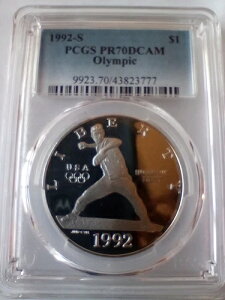 1992-S $1
PCGS PR70DCAM
Olympic
9923.70/43823777
LIBERTY
USA
1992